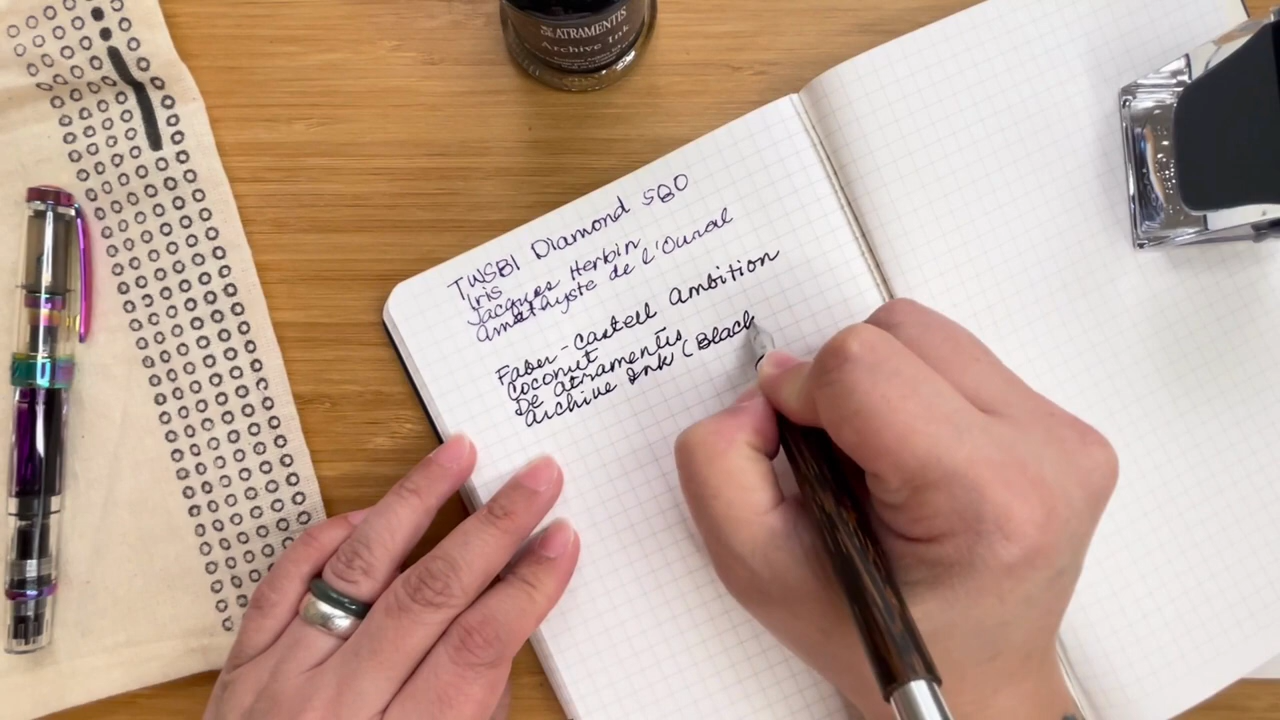 DE ATRAMENTIS
Archive Ink
TWSBI Diamond 580
Iris
Jacques Herbin
Améthyste de l'Oural
Faber-Castell Ambition
Coconut
De Atramentis
Archive Ink (Black